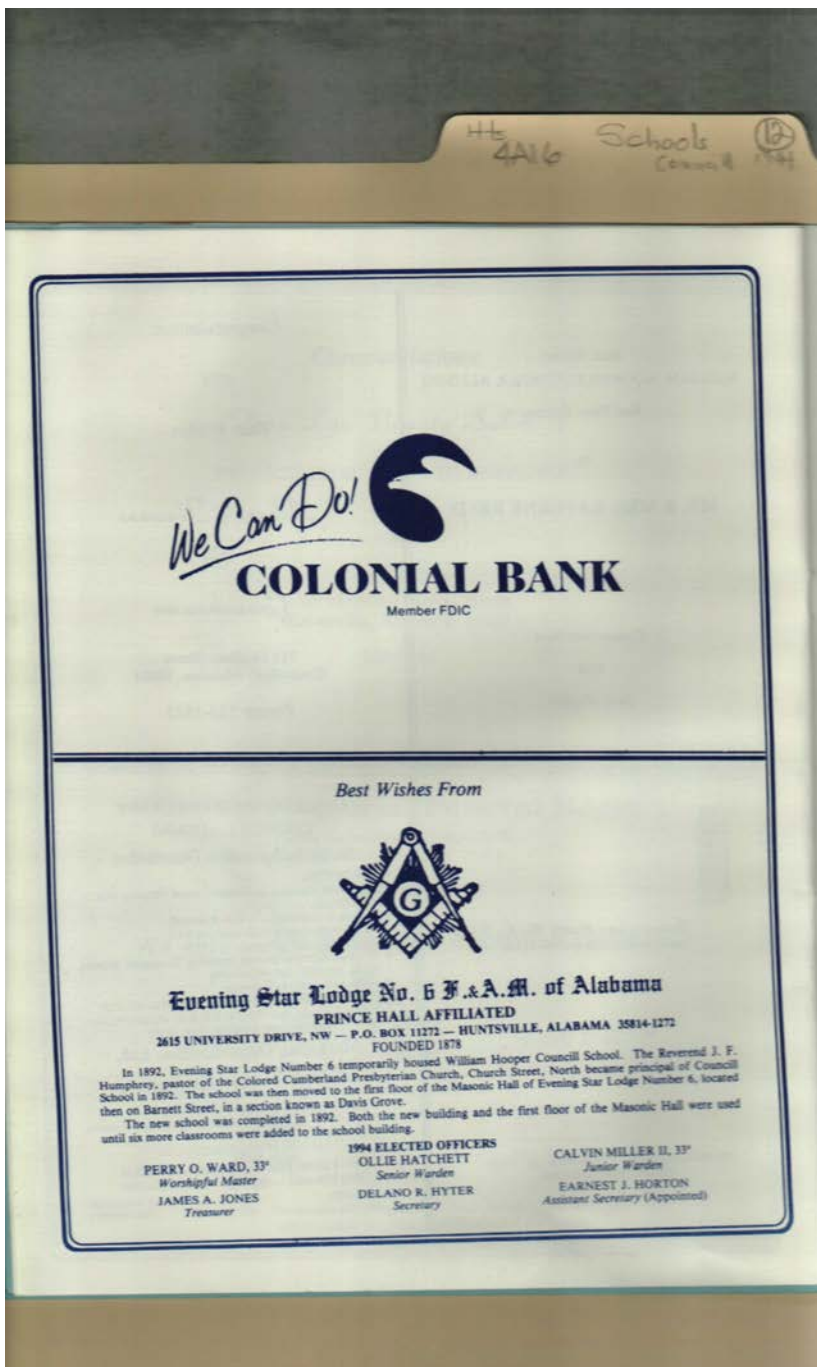 Hts Schools 12
4A16
We Can Do!
COLONIAL BANK
Member FDIC
Best Wishes From
G
Evening Star Lodge No. 6 F.&A.M. of Alabama
PRINCE HALL AFFILIATED
2615 UNIVERSITY DRIVE, NW — P.O. BOX 11272 — HUNTSVILLE, ALABAMA 35814-1272
FOUNDED 1878
In 1892, Evening Star Lodge Number 6 temporarily housed William Hooper Councill School. The Reverend J. F.
Humphrey, pastor of the Colored Cumberland Presbyterian Church, Church Street, North became principal of Councill
School in 1892. The school was then moved to the first floor of the Masonic Hall of Evening Star Lodge Number 6, located
then on Barnett Street, in a section known as Davis Grove.
The new school was completed in 1892. Both the new building and the first floor of the Masonic Hall were used
until six more classrooms were added to the school building.
1994 ELECTED OFFICERS
PERRY O. WARD, 33°
Worshipful Master
JAMES A. JONES
Treasurer
OLLIE HATCHETT
Senior Warden
DELANO R. HYTER
Secretary
CALVIN MILLER II, 33°
Junior Warden
EARNEST J. HORTON
Assistant Secretary (Appointed)